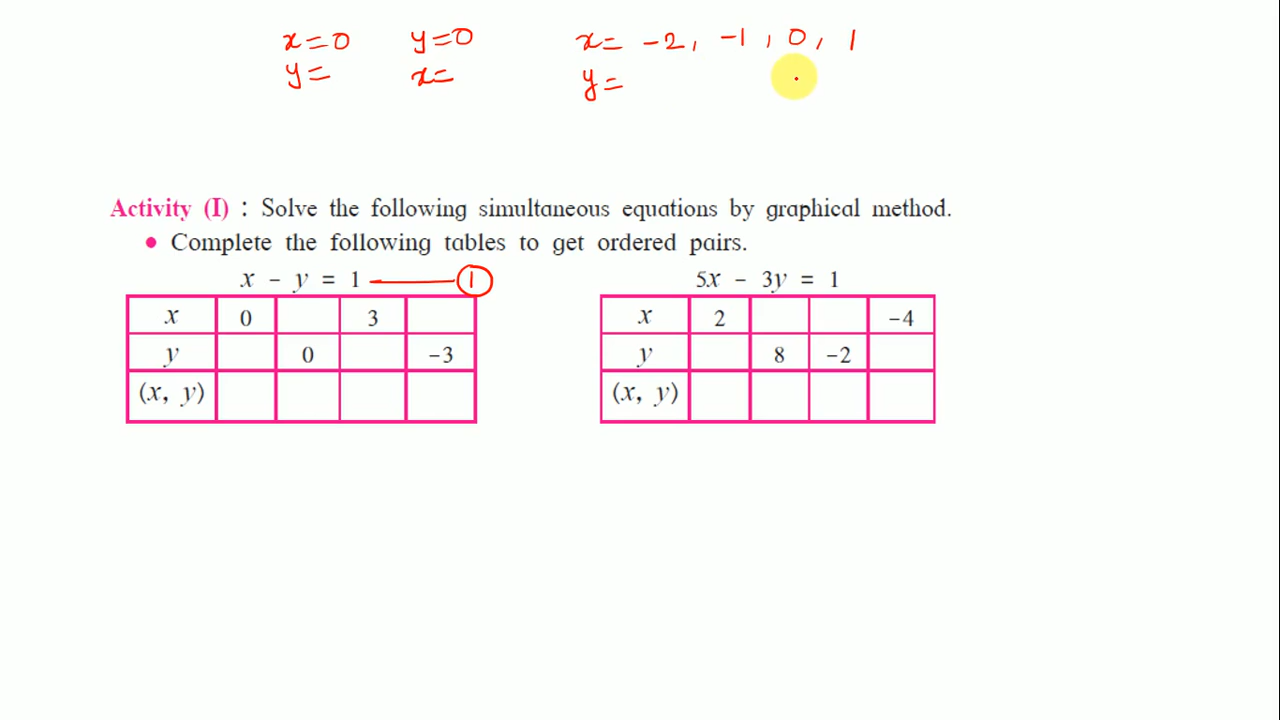 x=0 y=0 x= -2, -1, 0, 1
y= x= y=
Activity (I) : Solve the following simultaneous equations by graphical method.
• Complete the following tables to get ordered pairs.
x - y = 1 ——— ① 5x - 3y = 1
x 0 3 x 2 -4
y 0 -3 y 8 -2
(x, y) (x, y)